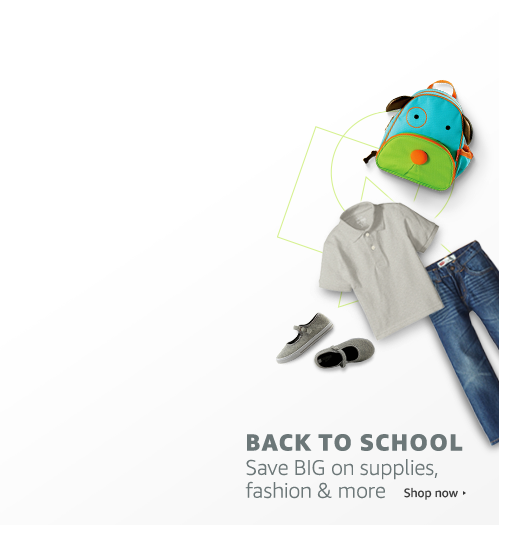 BACK TO SCHOOL
Save BIG on supplies,
fashion & more Shop now ▸